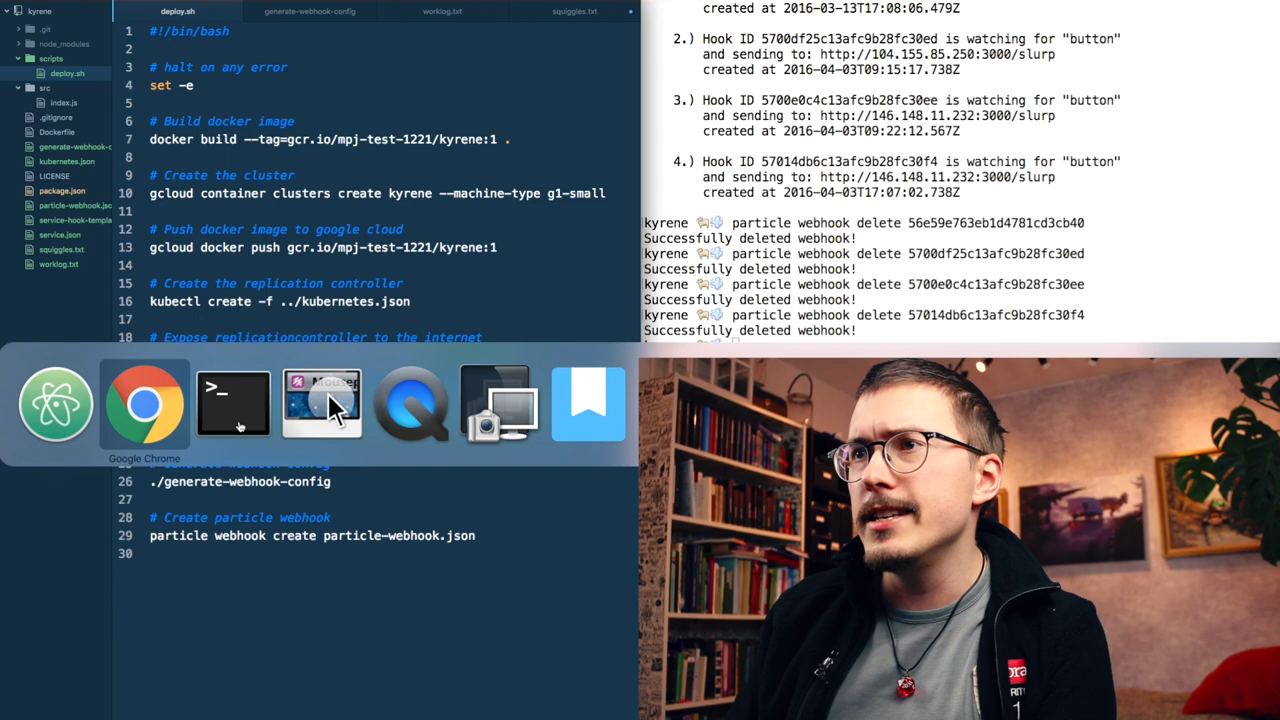 kyrene
.git
node_modules
scripts
deploy.sh
src
index.js
.gitignore
Dockerfile
generate-webhook-c
kubernetes.json
LICENSE
package.json
particle-webhook.jsc
service-hook-templa
service.json
squiggles.txt
worklog.txt
deploy.sh generate-webhook-config worklog.txt squiggles.txt
1 #!/bin/bash
2
3 # halt on any error
4 set -e
5
6 # Build docker image
7 docker build --tag=gcr.io/mpj-test-1221/kyrene:1 .
8
9 # Create the cluster
10 gcloud container clusters create kyrene --machine-type g1-small
11
12 # Push docker image to google cloud
13 gcloud docker push gcr.io/mpj-test-1221/kyrene:1
14
15 # Create the replication controller
16 kubectl create -f ../kubernetes.json
17
18 # Expose replicationcontroller to the internet
26 ./generate-webhook-config
27
28 # Create particle webhook
29 particle webhook create particle-webhook.json
30
created at 2016-03-13T17:08:06.479Z
2.) Hook ID 5700df25c13afc9b28fc30ed is watching for "button"
and sending to: http://104.155.85.250:3000/slurp
created at 2016-04-03T09:15:17.738Z
3.) Hook ID 5700e0c4c13afc9b28fc30ee is watching for "button"
and sending to: http://146.148.11.232:3000/slurp
created at 2016-04-03T09:22:12.567Z
4.) Hook ID 57014db6c13afc9b28fc30f4 is watching for "button"
and sending to: http://146.148.11.232:3000/slurp
created at 2016-04-03T17:07:02.738Z
kyrene 🐑💨 particle webhook delete 56e59e763eb1d4781cd3cb40
Successfully deleted webhook!
kyrene 🐑💨 particle webhook delete 5700df25c13afc9b28fc30ed
Successfully deleted webhook!
kyrene 🐑💨 particle webhook delete 5700e0c4c13afc9b28fc30ee
Successfully deleted webhook!
kyrene 🐑💨 particle webhook delete 57014db6c13afc9b28fc30f4
Successfully deleted webhook!
>_
Google Chrome